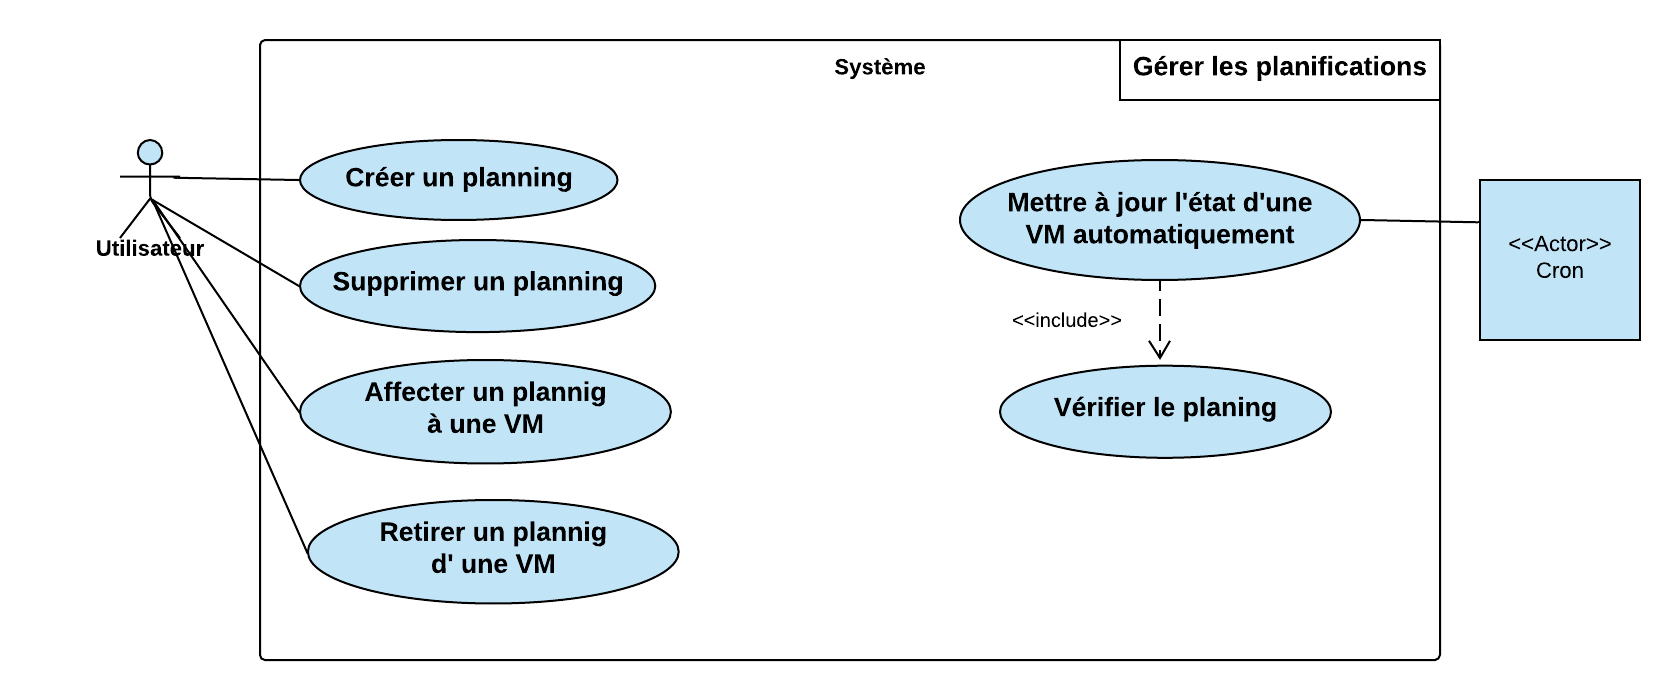 Système
Gérer les planifications
Utilisateur
Créer un planning
Supprimer un planning
Affecter un plannig
à une VM
Retirer un plannig
d' une VM
Mettre à jour l'état d'une
VM automatiquement
<<include>>
Vérifier le planing
<<Actor>>
Cron